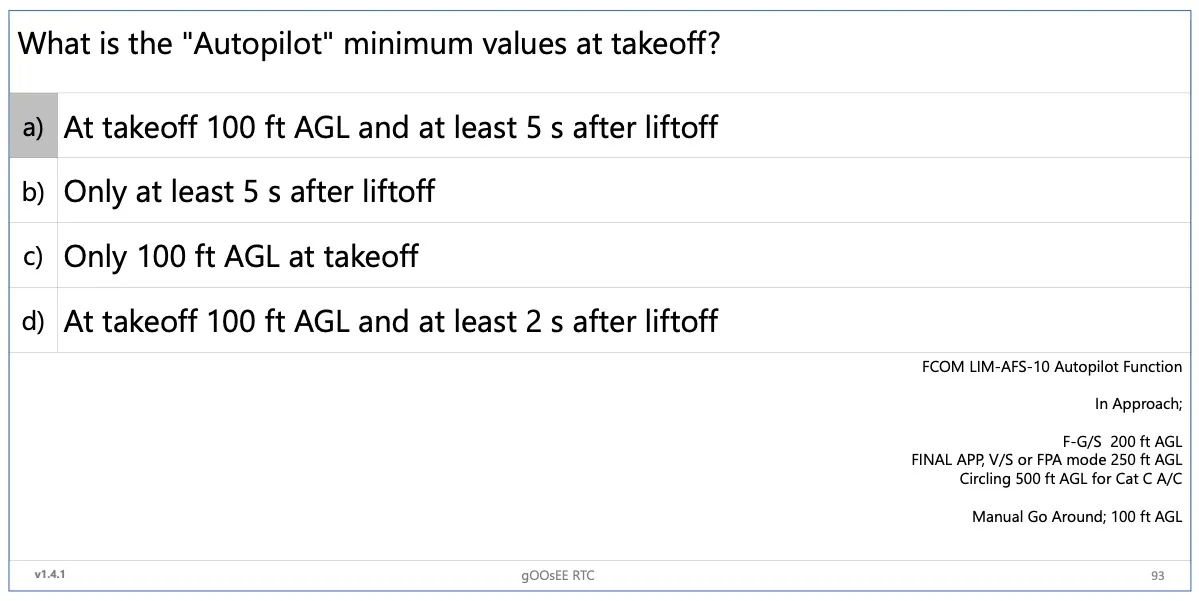 What is the "Autopilot" minimum values at takeoff?
a) At takeoff 100 ft AGL and at least 5 s after liftoff
b) Only at least 5 s after liftoff
c) Only 100 ft AGL at takeoff
d) At takeoff 100 ft AGL and at least 2 s after liftoff
FCOM LIM-AFS-10 Autopilot Function
In Approach;
F-G/S 200 ft AGL
FINAL APP, V/S or FPA mode 250 ft AGL
Circling 500 ft AGL for Cat C A/C
Manual Go Around; 100 ft AGL
v1.4.1 gOOsEE RTC 93